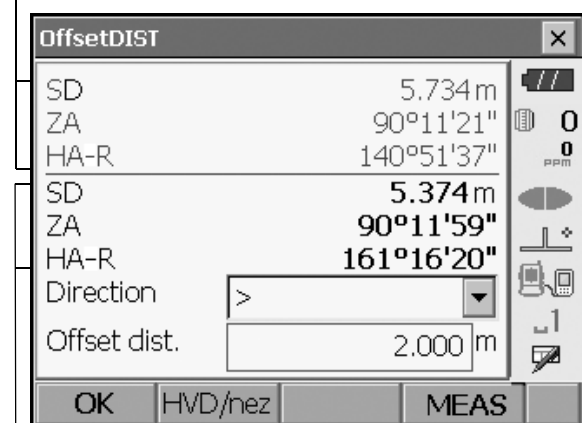 OffsetDIST
SD 5.734 m
ZA 90°11'21"
HA-R 140°51'37"
SD 5.374 m
ZA 90°11'59"
HA-R 161°16'20"
Direction >
Offset dist. 2.000 m
0
0
ppm
1
OK HVD/nez MEAS